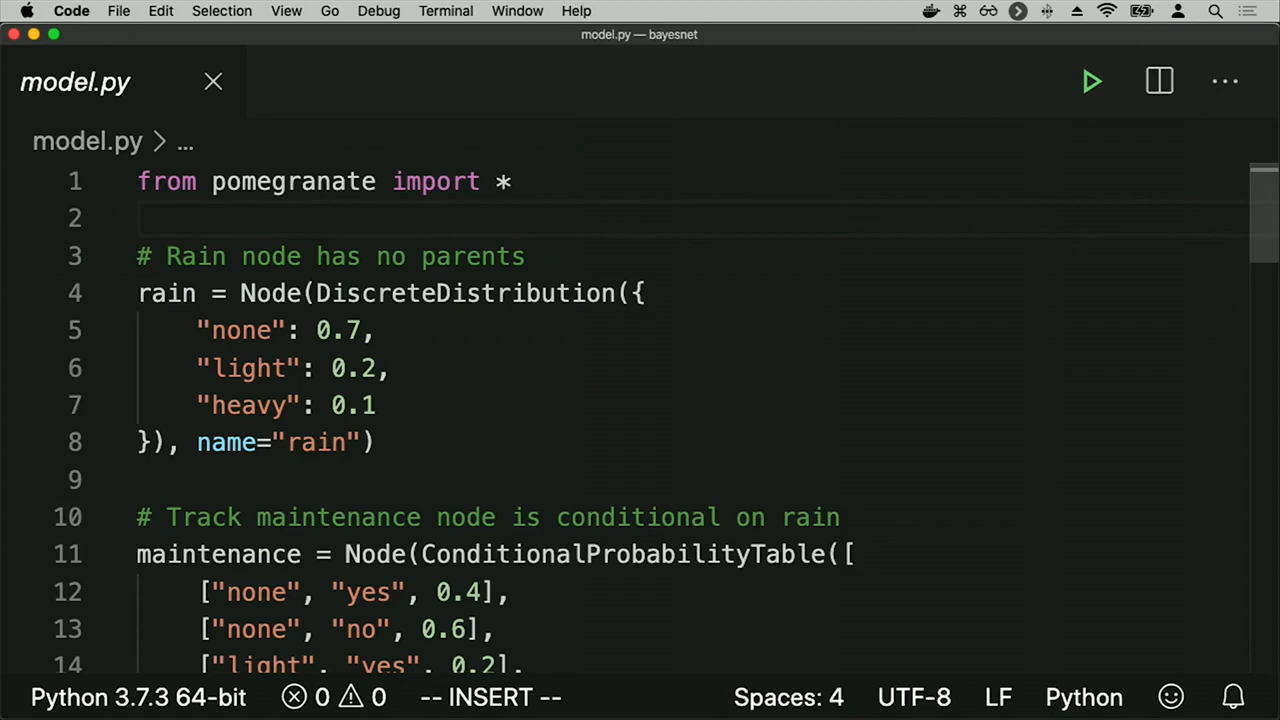 Code File Edit Selection View Go Debug Terminal Window Help
model.py — bayesnet
model.py
model.py > ...
1 from pomegranate import *
2
3 # Rain node has no parents
4 rain = Node(DiscreteDistribution({
5     "none": 0.7,
6     "light": 0.2,
7     "heavy": 0.1
8 }), name="rain")
9
10 # Track maintenance node is conditional on rain
11 maintenance = Node(ConditionalProbabilityTable([
12     ["none", "yes", 0.4],
13     ["none", "no", 0.6],
14     ["light", "yes", 0.2],
Python 3.7.3 64-bit 0 0 -- INSERT -- Spaces: 4 UTF-8 LF Python